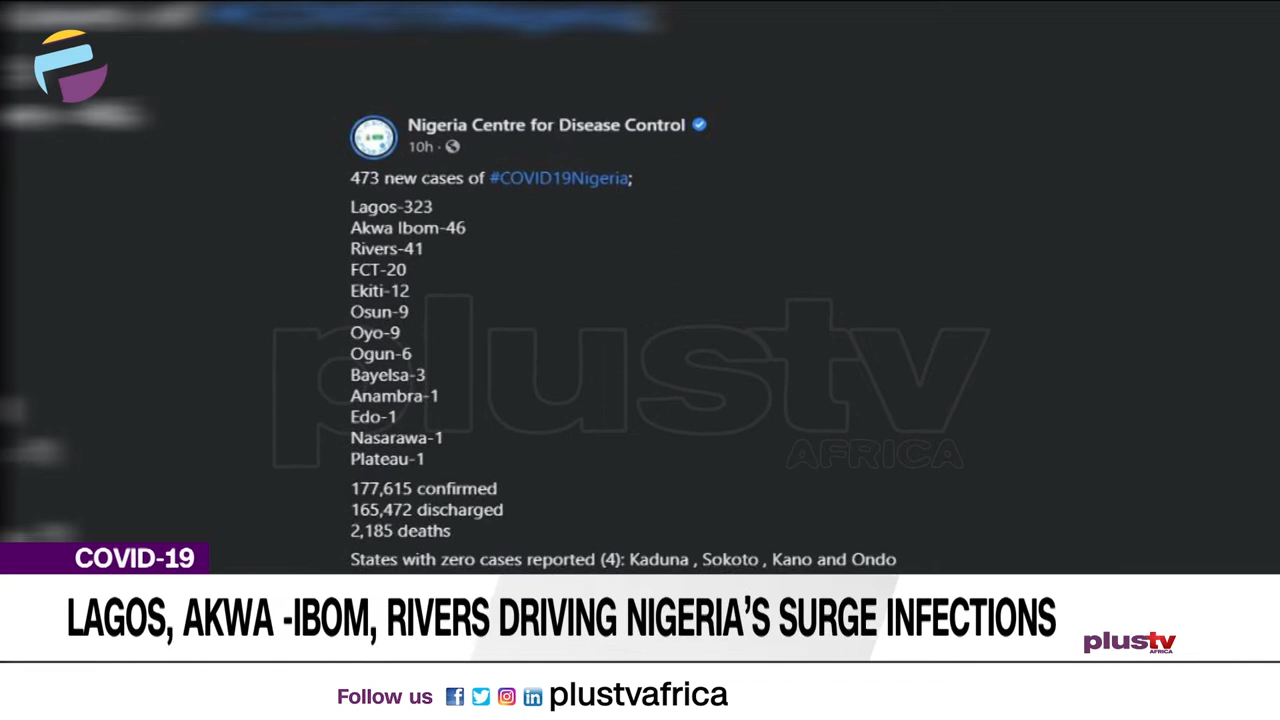 Nigeria Centre for Disease Control
10h ·
473 new cases of #COVID19Nigeria;
Lagos-323
Akwa Ibom-46
Rivers-41
FCT-20
Ekiti-12
Osun-9
Oyo-9
Ogun-6
Bayelsa-3
Anambra-1
Edo-1
Nasarawa-1
Plateau-1
177,615 confirmed
165,472 discharged
2,185 deaths
States with zero cases reported (4): Kaduna , Sokoto , Kano and Ondo
plustv
AFRICA
COVID-19
LAGOS, AKWA -IBOM, RIVERS DRIVING NIGERIA’S SURGE INFECTIONS
plustv
AFRICA
Follow us plustvafrica